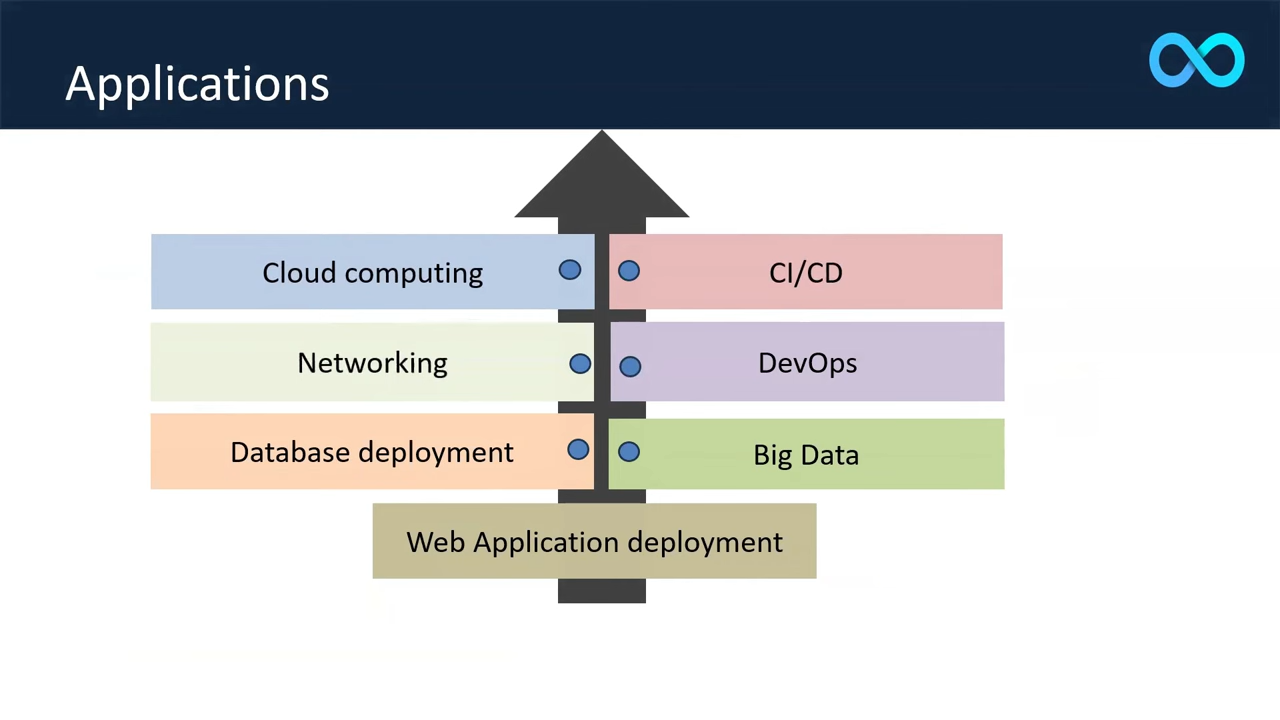 Applications
Cloud computing
CI/CD
Networking
DevOps
Database deployment
Big Data
Web Application deployment